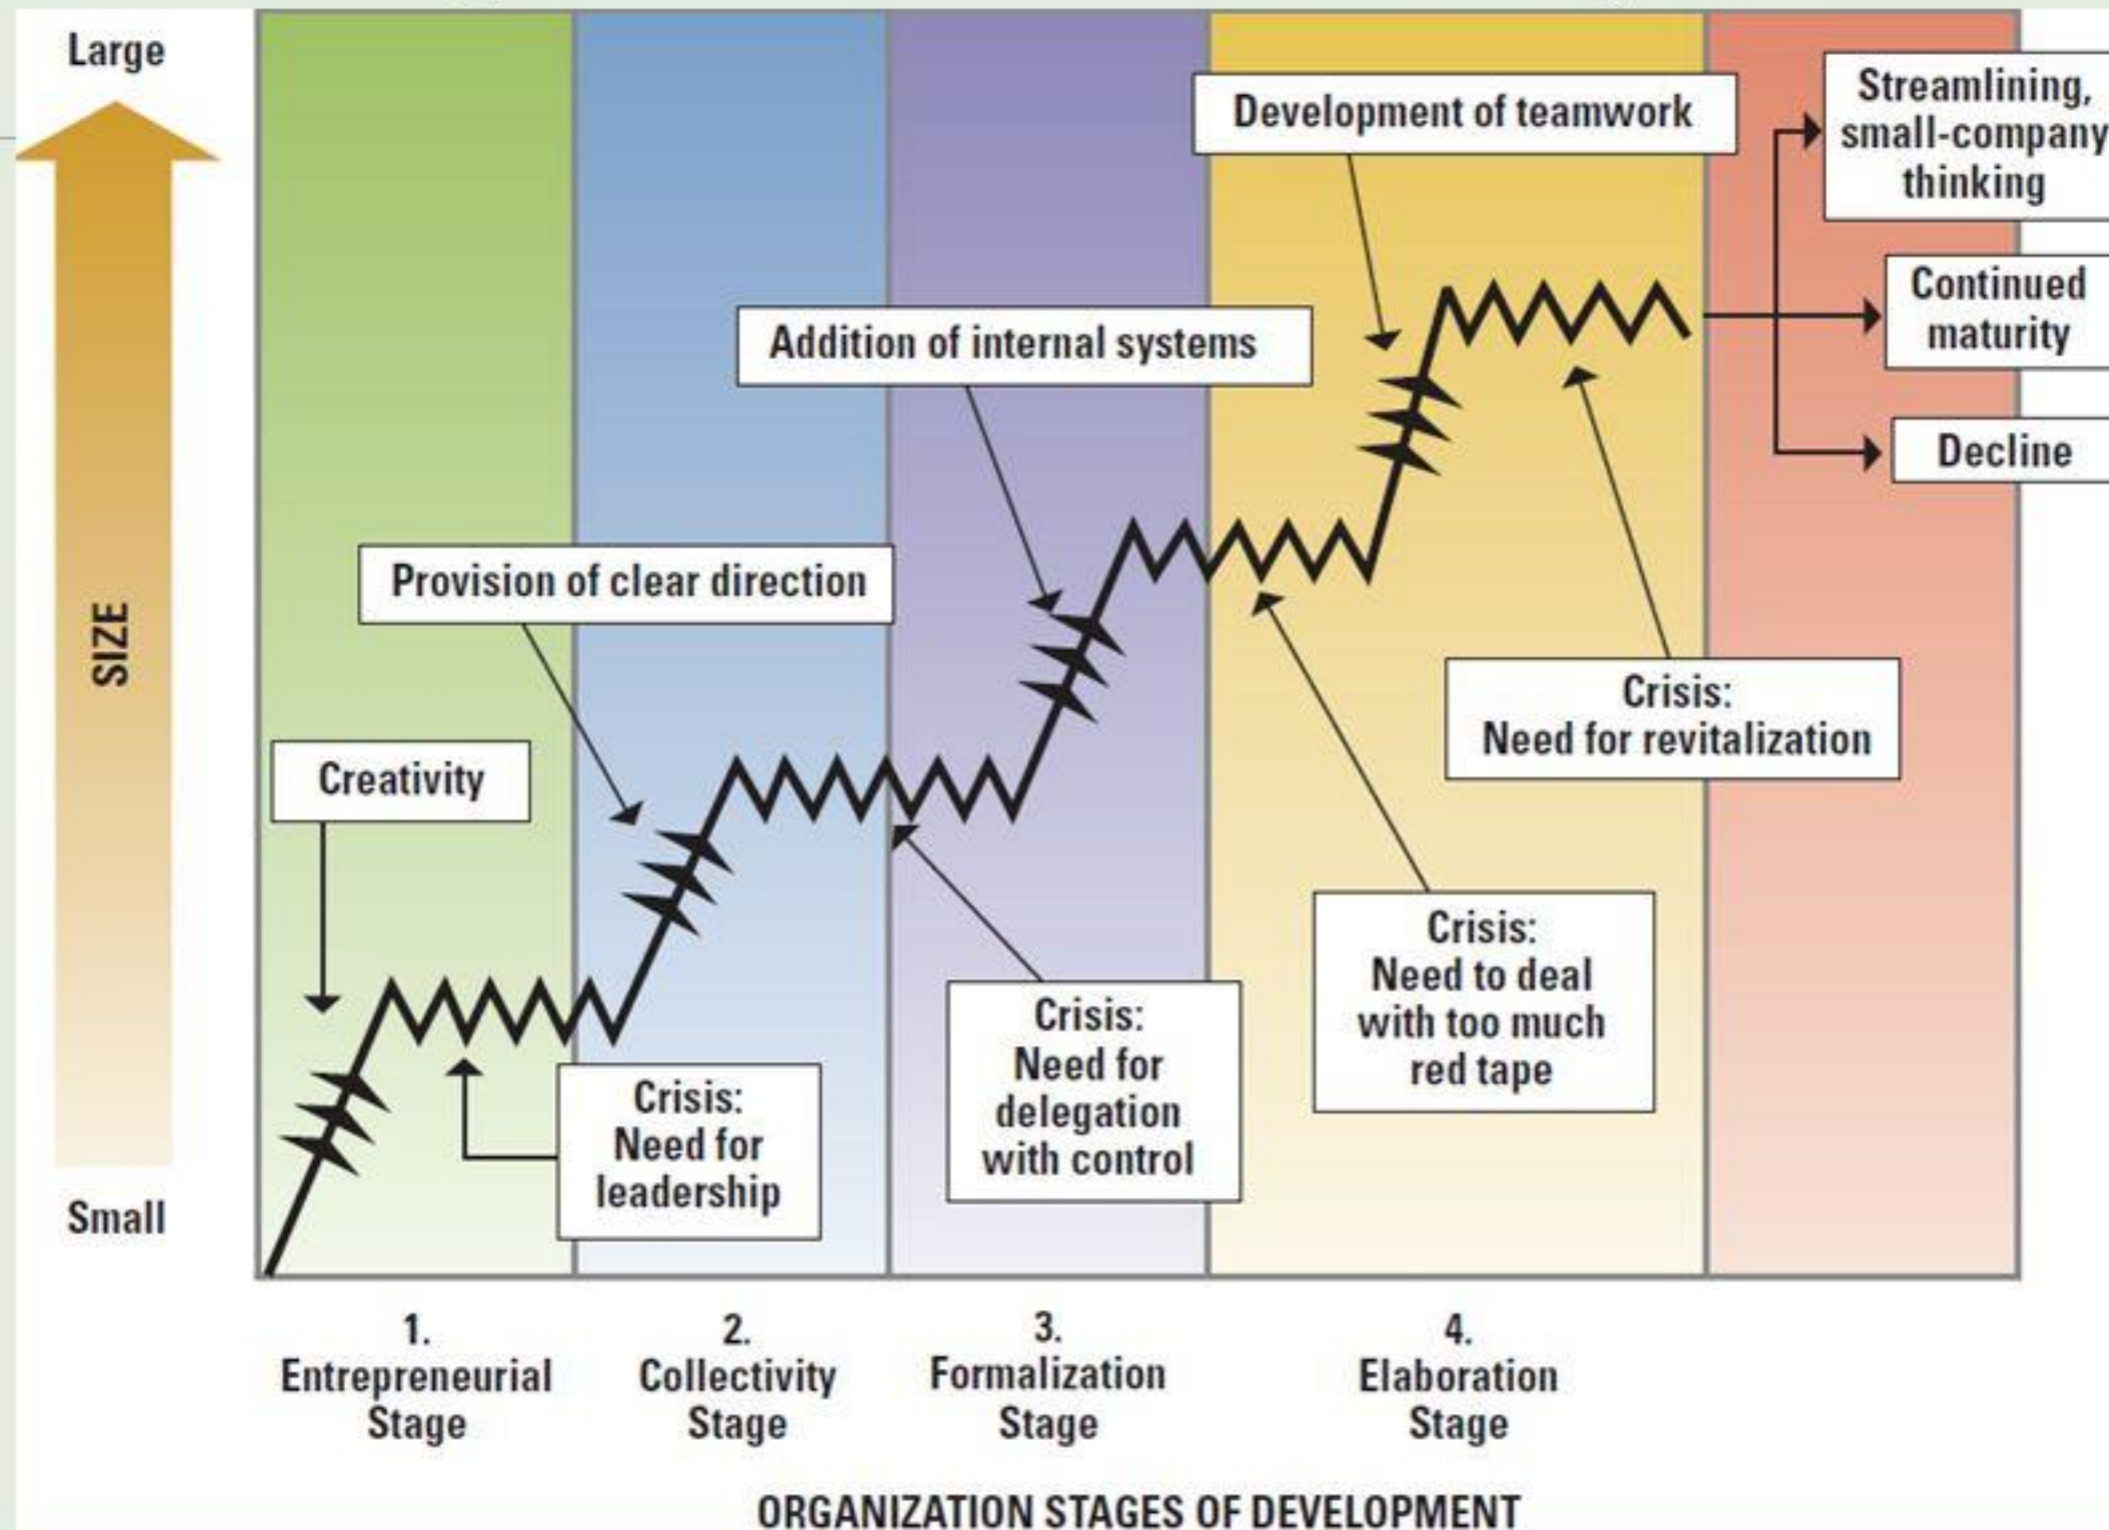 Large
SIZE
Small
Creativity
Crisis:
Need for
leadership
Provision of clear direction
Crisis:
Need for
delegation
with control
Addition of internal systems
Crisis:
Need to deal
with too much
red tape
Development of teamwork
Crisis:
Need for revitalization
Streamlining,
small-company
thinking
Continued
maturity
Decline
1.
Entrepreneurial
Stage
2.
Collectivity
Stage
3.
Formalization
Stage
4.
Elaboration
Stage
ORGANIZATION STAGES OF DEVELOPMENT